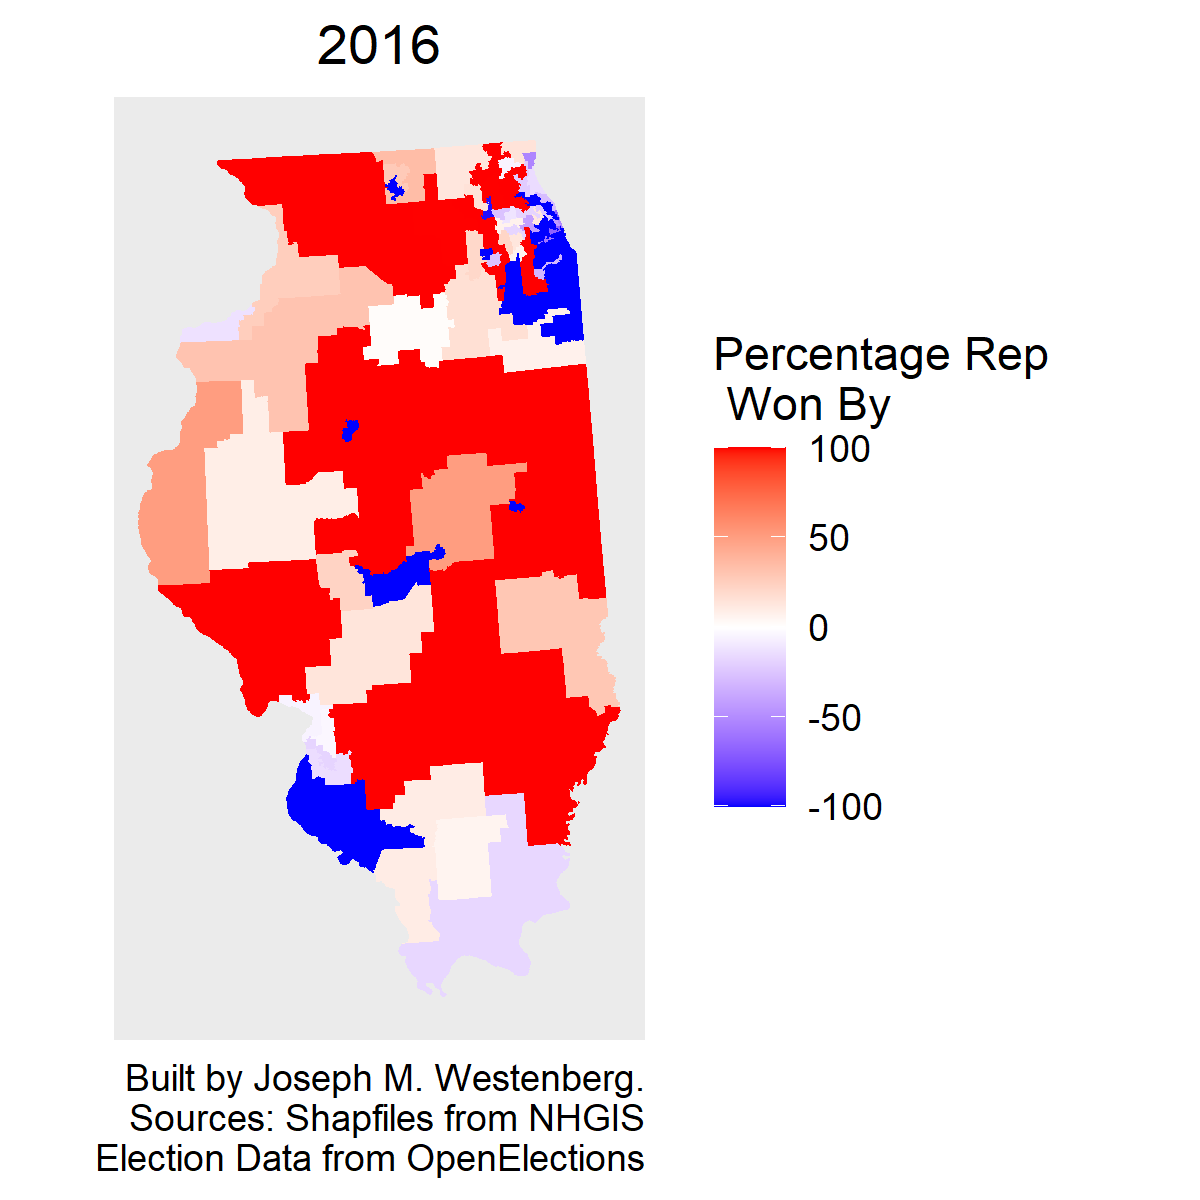 2016
Percentage Rep
Won By
100
50
0
-50
-100
Built by Joseph M. Westenberg.
Sources: Shapfiles from NHGIS
Election Data from OpenElections